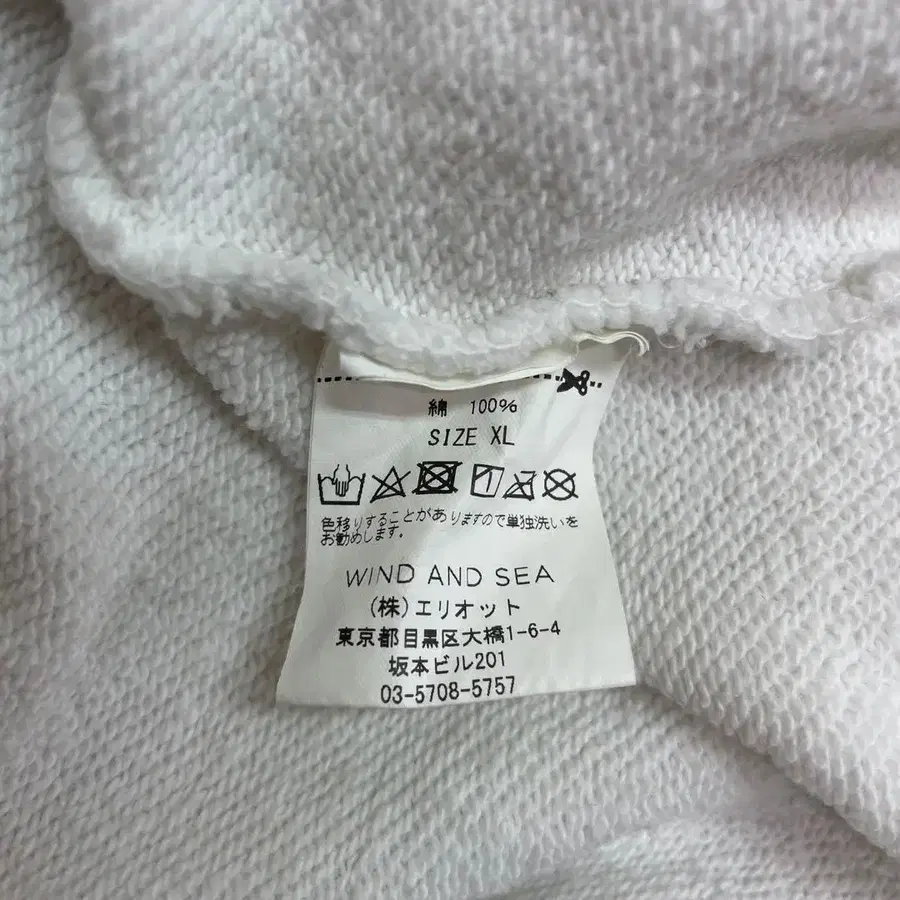 綿 100%
SIZE XL
色移りすることがありますので単独洗いを
お勧めします。
WIND AND SEA
(株)エリオット
東京都目黒区大橋1-6-4
坂本ビル201
03-5708-5757